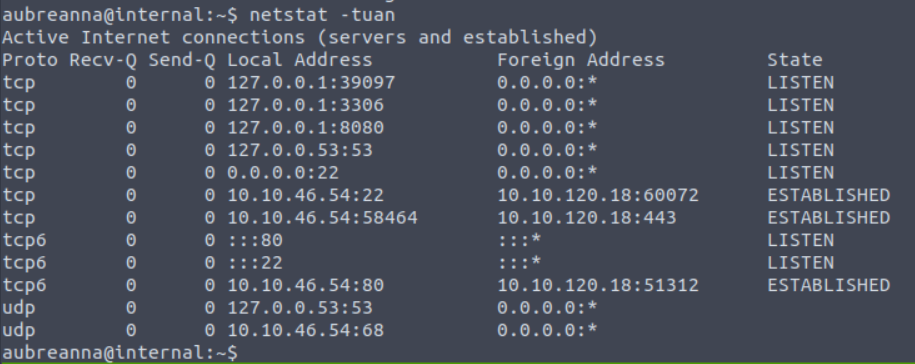 aubreanna@internal:~$ netstat -tuan
Active Internet connections (servers and established)
Proto Recv-Q Send-Q Local Address           Foreign Address         State
tcp        0      0 127.0.0.1:39097         0.0.0.0:*               LISTEN
tcp        0      0 127.0.0.1:3306          0.0.0.0:*               LISTEN
tcp        0      0 127.0.0.1:8080          0.0.0.0:*               LISTEN
tcp        0      0 127.0.0.53:53           0.0.0.0:*               LISTEN
tcp        0      0 0.0.0.0:22              0.0.0.0:*               LISTEN
tcp        0      0 10.10.46.54:22          10.10.120.18:60072      ESTABLISHED
tcp        0      0 10.10.46.54:58464       10.10.120.18:443        ESTABLISHED
tcp6       0      0 :::80                   :::*                    LISTEN
tcp6       0      0 :::22                   :::*                    LISTEN
tcp6       0      0 10.10.46.54:80          10.10.120.18:51312      ESTABLISHED
udp        0      0 127.0.0.53:53           0.0.0.0:*
udp        0      0 10.10.46.54:68          0.0.0.0:*
aubreanna@internal:~$